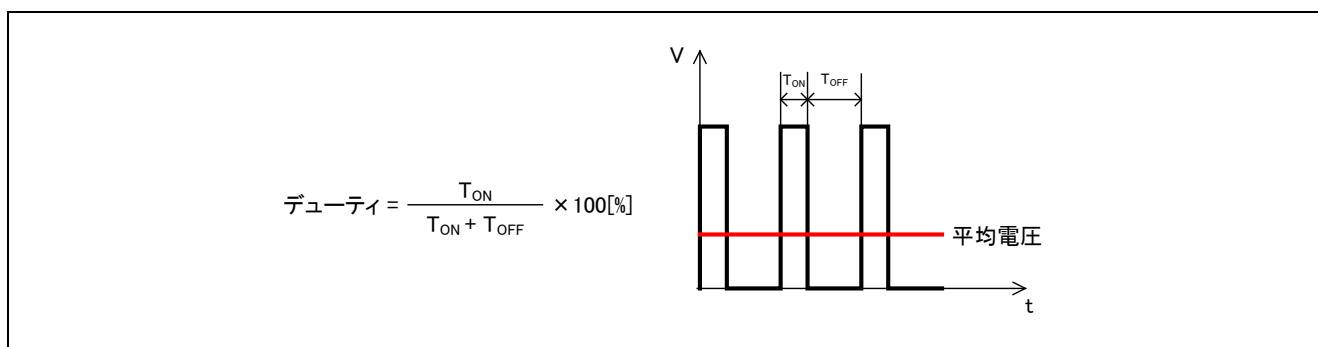 V
TON
TOFF
デューティ = TON / TON + TOFF × 100[%]
平均電圧
t